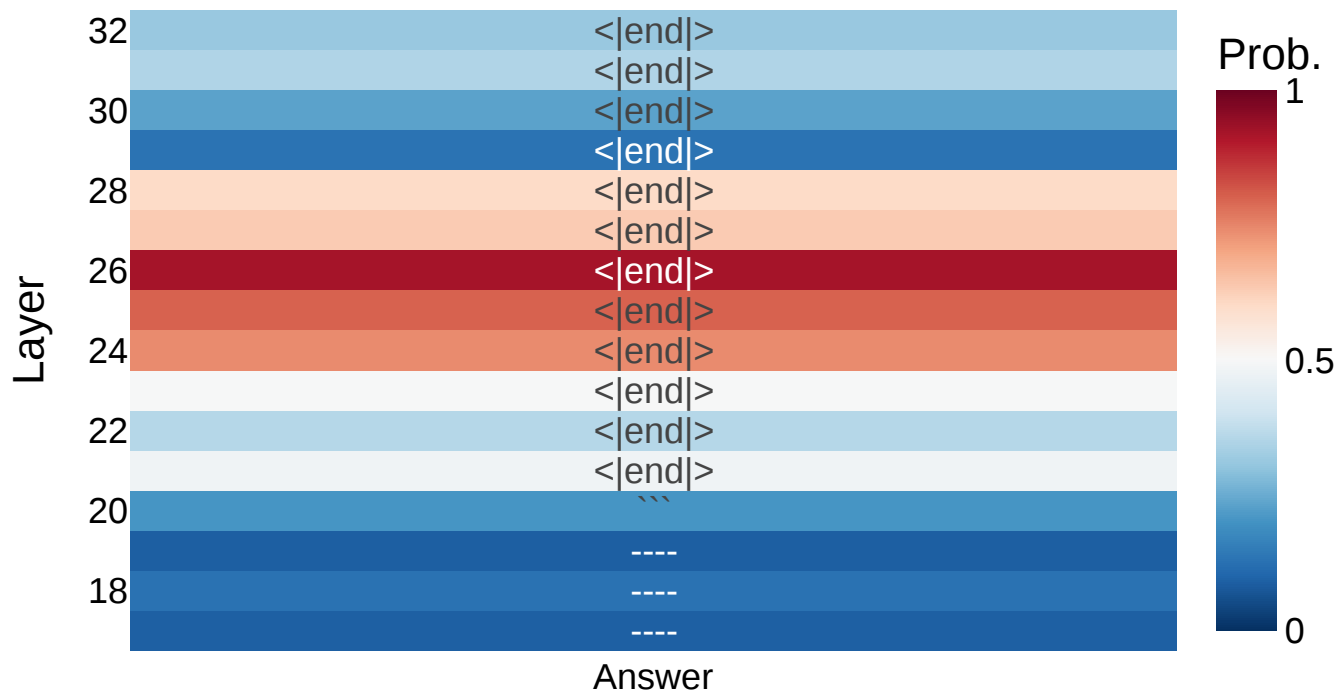 Prob.
1
0.5
0
Layer
32 <|end|>
<|end|>
30 <|end|>
<|end|>
28 <|end|>
<|end|>
26 <|end|>
<|end|>
24 <|end|>
<|end|>
22 <|end|>
<|end|>
20 ```
----
18 ----
----
Answer